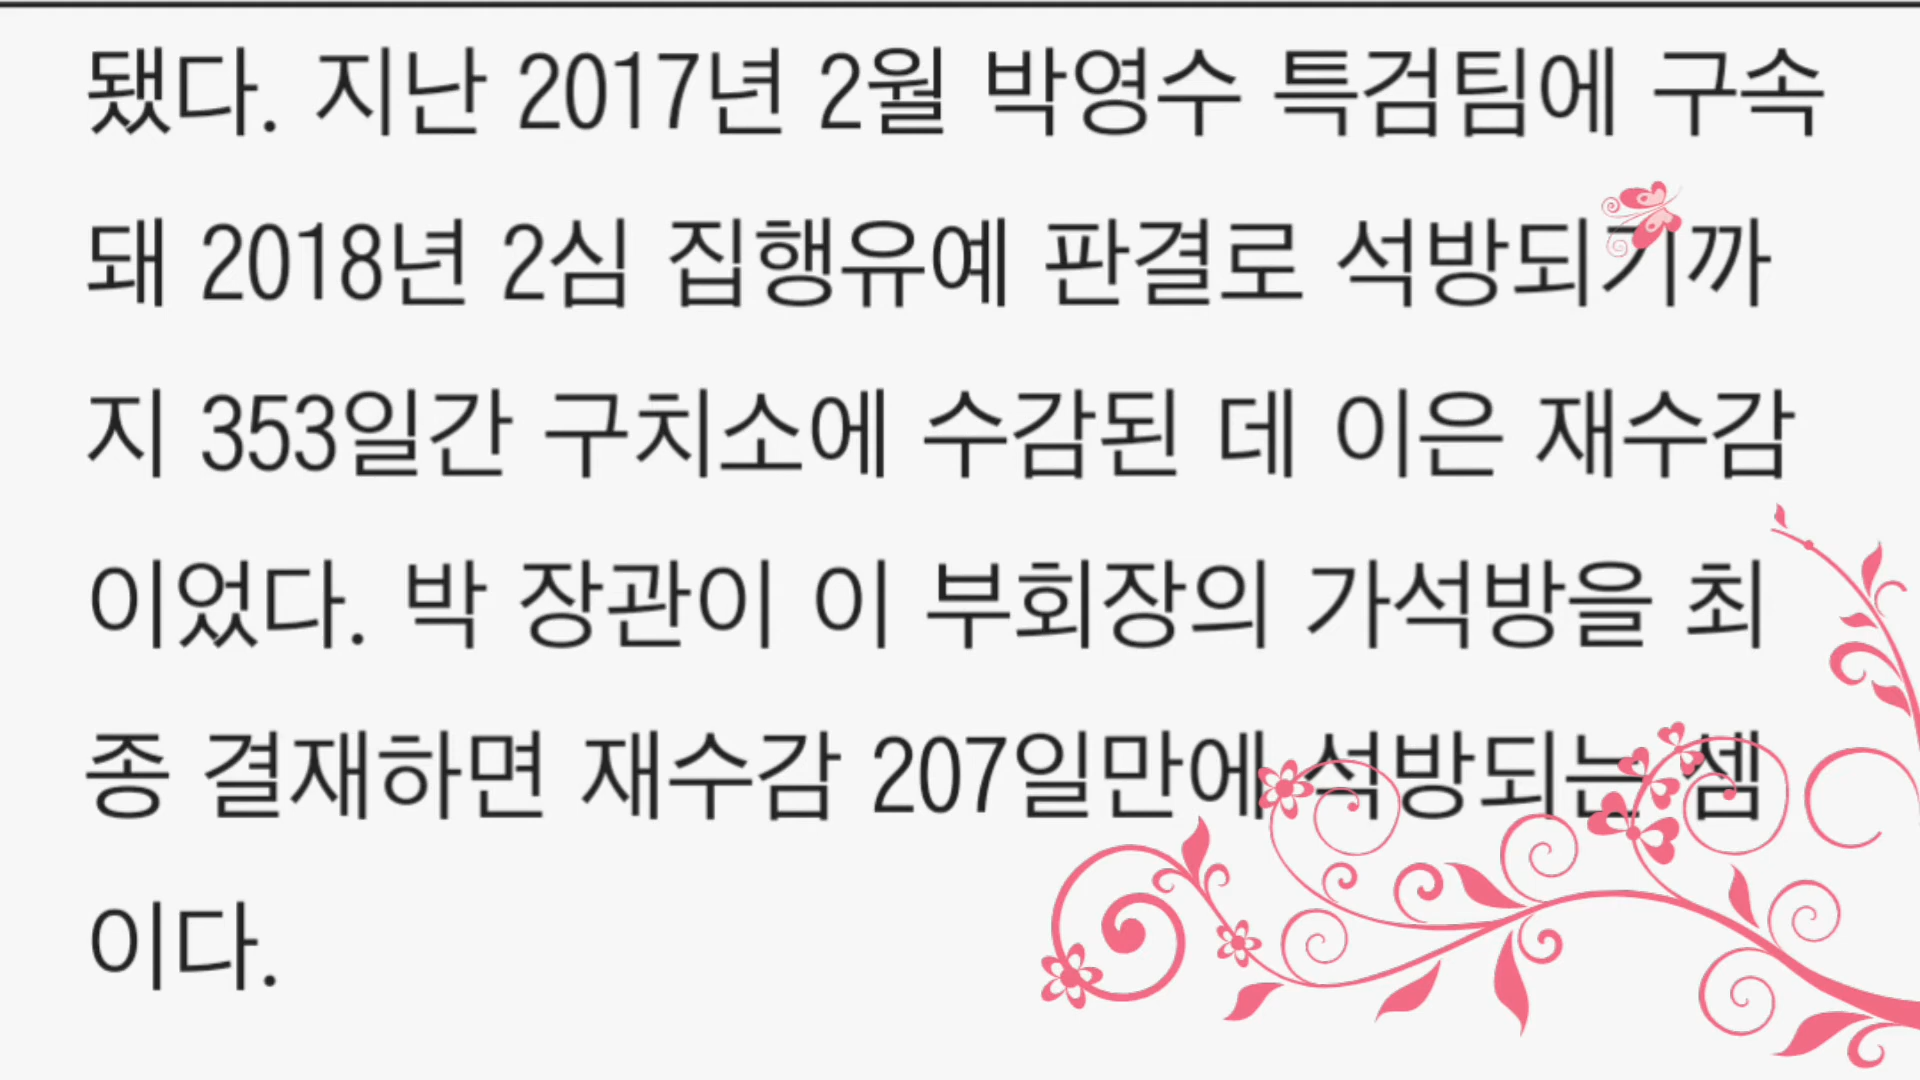 됐다. 지난 2017년 2월 박영수 특검팀에 구속
돼 2018년 2심 집행유예 판결로 석방되기까
지 353일간 구치소에 수감된 데 이은 재수감
이었다. 박 장관이 이 부회장의 가석방을 최
종 결재하면 재수감 207일만에 석방되는 셈
이다.